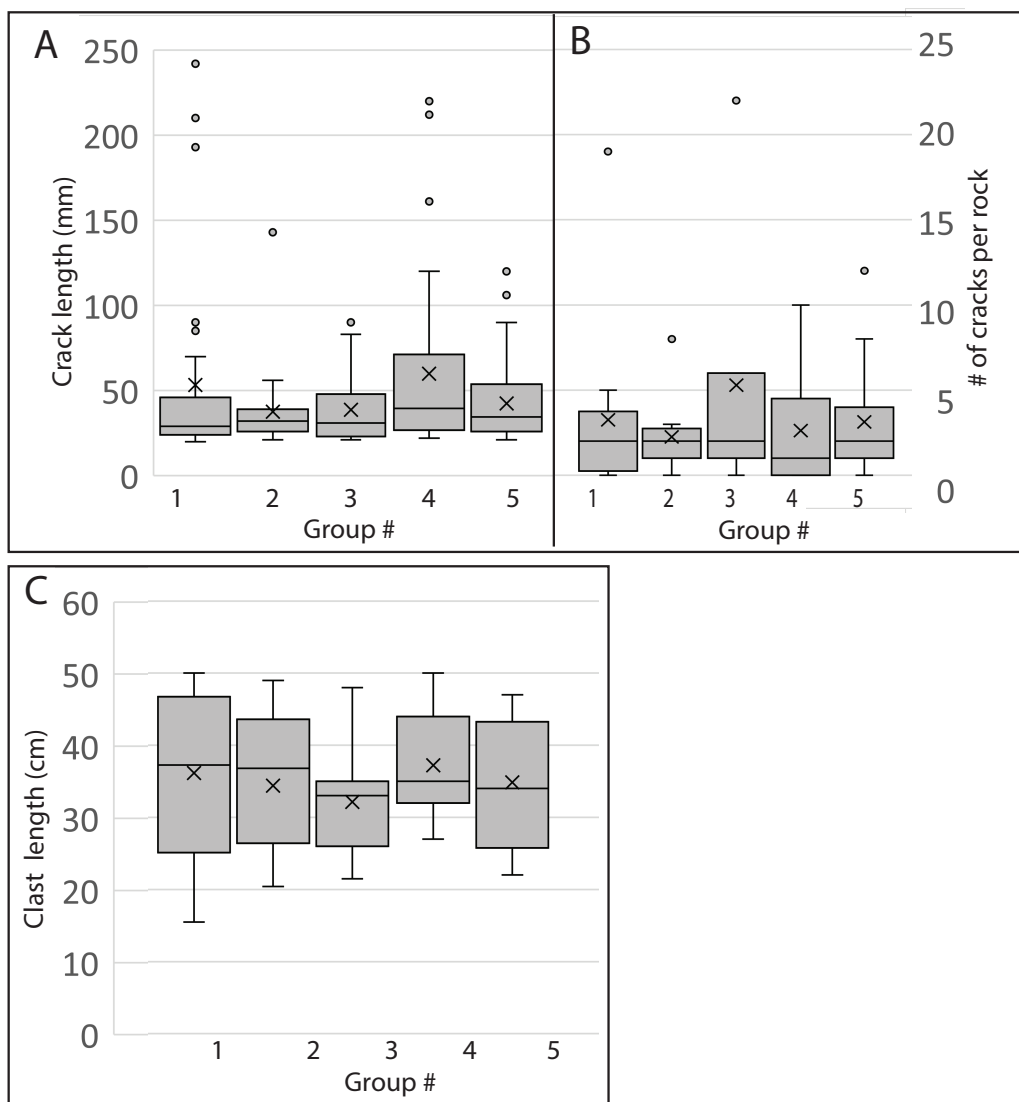 A
B
250
200
150
100
50
0
Crack length (mm)
1 2 3 4 5
Group #
25
20
15
10
5
0
# of cracks per rock
1 2 3 4 5
Group #
C
60
50
40
30
20
10
0
Clast length (cm)
1 2 3 4 5
Group #